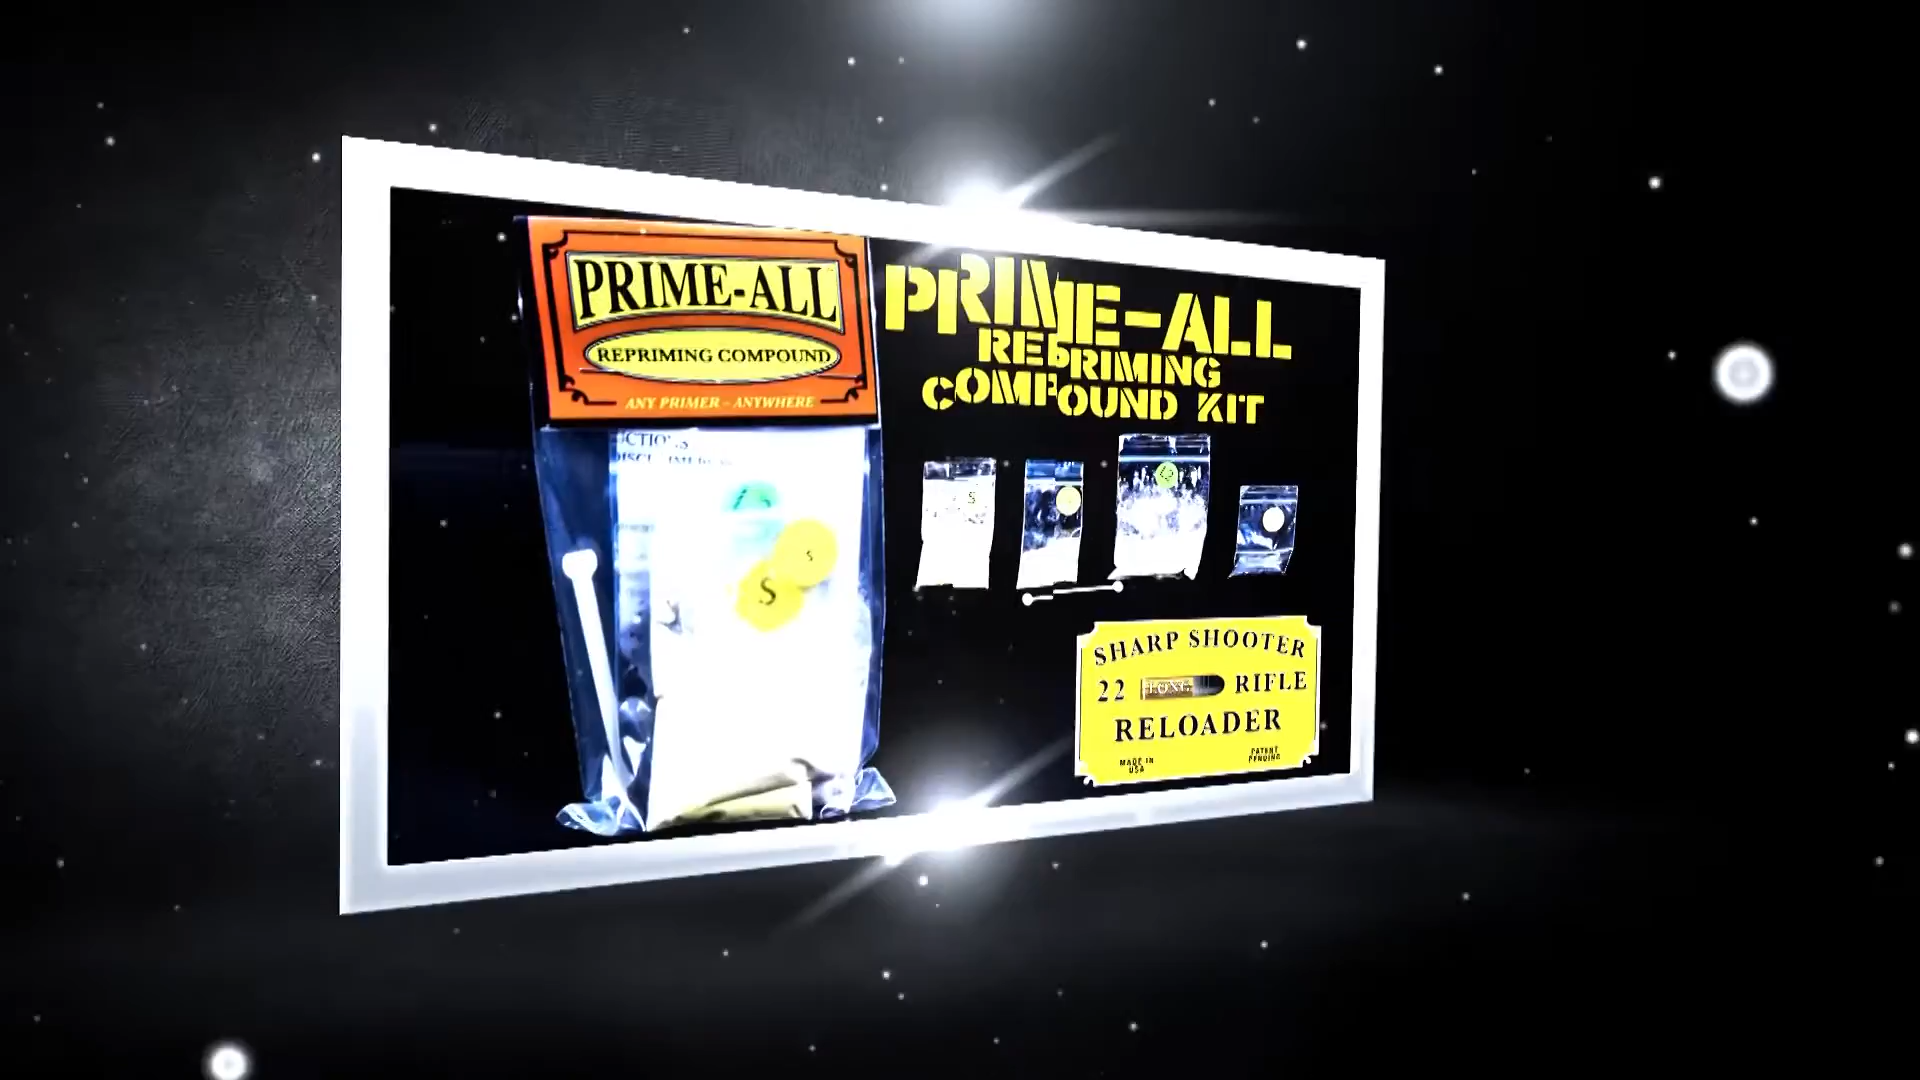 PRIME-ALL
REPRIMING COMPOUND
ANY PRIMER - ANYWHERE
PRIME-ALL
REPRIMING
COMPOUND KIT
S
S
S
SHARP SHOOTER
22 LONG RIFLE
RELOADER
MADE IN
USA
PATENT
PENDING